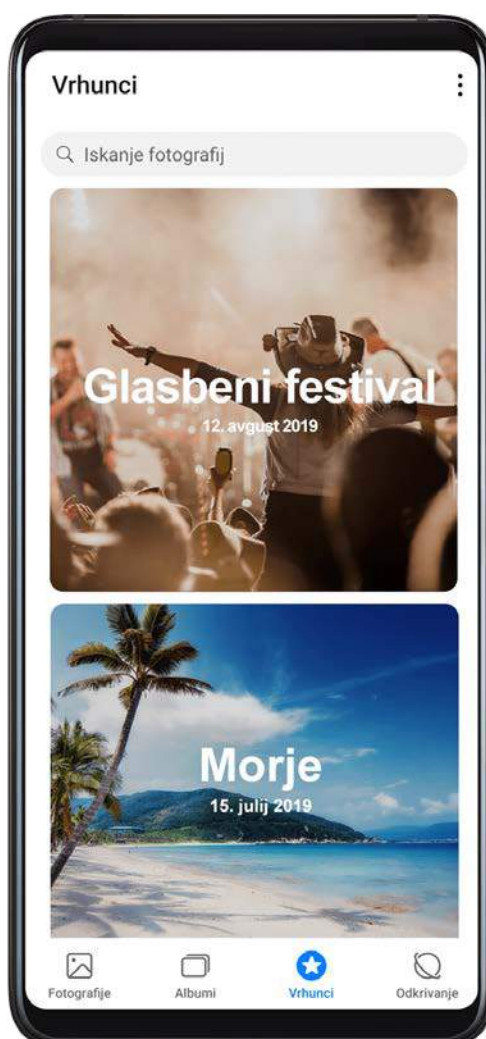 Vrhunci
Iskanje fotografij
Glasbeni festival
12. avgust 2019
Morje
15. julij 2019
Fotografije
Albumi
Vrhunci
Odkrivanje